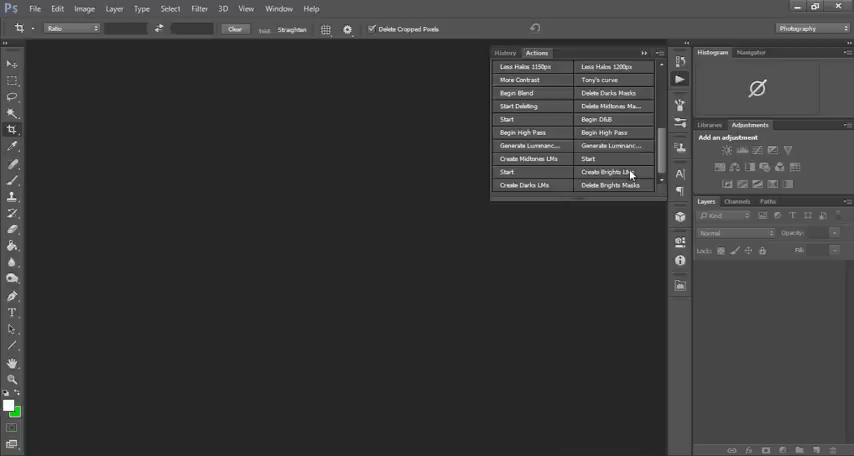 Ps File Edit Image Layer Type Select Filter 3D View Window Help
Ratio Clear Straighten Delete Cropped Pixels Photography
History Actions
Histogram Navigator
Less Halos 1150px Less Halos 1200px
More Contrast Tony's curve
Begin Blend Delete Darks Masks
Start Deleting Delete Midtones Ma...
Start Begin D&B
Begin High Pass Begin High Pass
Generate Luminanc... Generate Luminanc...
Create Midtones LMs Start
Start Create Brights LMs
Create Darks LMs Delete Brights Masks
Libraries Adjustments
Add an adjustment
Layers Channels Paths
Kind
Normal Opacity:
Lock: Fill: